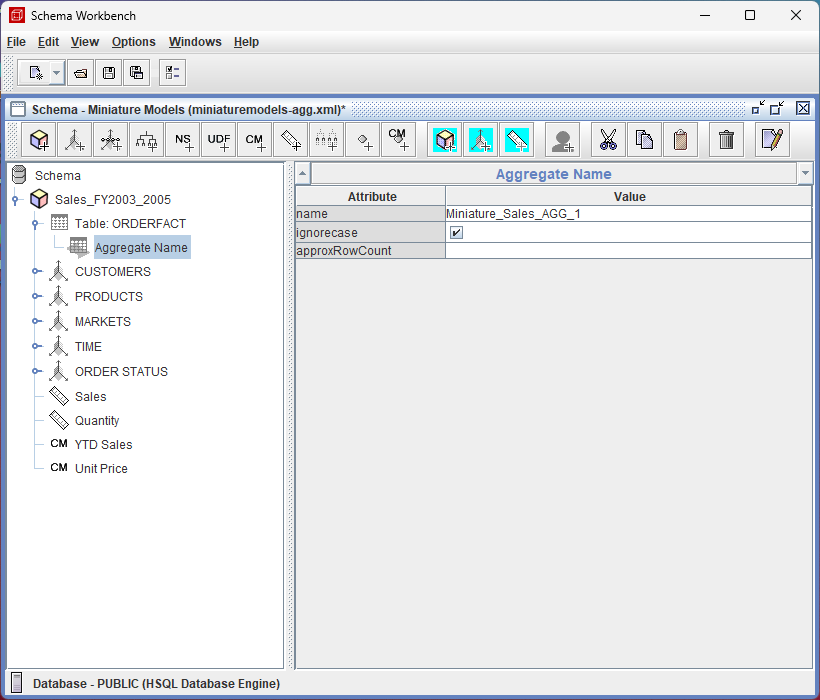 Schema Workbench
File Edit View Options Windows Help
Schema - Miniature Models (miniaturemodels-agg.xml)*
NS UDF CM CM
Schema
Sales_FY2003_2005
Table: ORDERFACT
Aggregate Name
CUSTOMERS
PRODUCTS
MARKETS
TIME
ORDER STATUS
Sales
Quantity
CM YTD Sales
CM Unit Price
Aggregate Name
Attribute Value
name Miniature_Sales_AGG_1
ignorecase
approxRowCount
Database - PUBLIC (HSQL Database Engine)